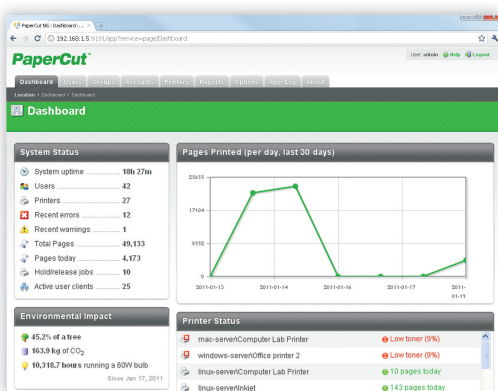 PaperCut NG : Dashboard : ...
192.168.1.5:9191/app?service=page/Dashboard
PaperCut
User: admin Help Logout
Dashboard Users Groups Accounts Printers Reports Options App. Log About
Location > Dashboard > Dashboard
Dashboard
System Status
System uptime 18h 27m
Users 42
Printers 27
Recent errors 12
Recent warnings 1
Total Pages 49,133
Pages today 4,173
Hold/release jobs 10
Active user clients 25
Pages Printed (per day, last 30 days)
25655
17104
8552
0
2011-01-13 2011-01-14 2011-01-16 2011-01-17 2011-
01-19
Environmental Impact
45.2% of a tree
163.9 kg of CO2
10,318.7 hours running a 60W bulb
Since Jan 17, 2011
Printer Status
mac-server\Computer Lab Printer Low toner (9%)
windows-server\Office printer 2 Low toner (9%)
linux-server\Computer Lab Printer 10 pages today
linux-server\Inkjet 143 pages today